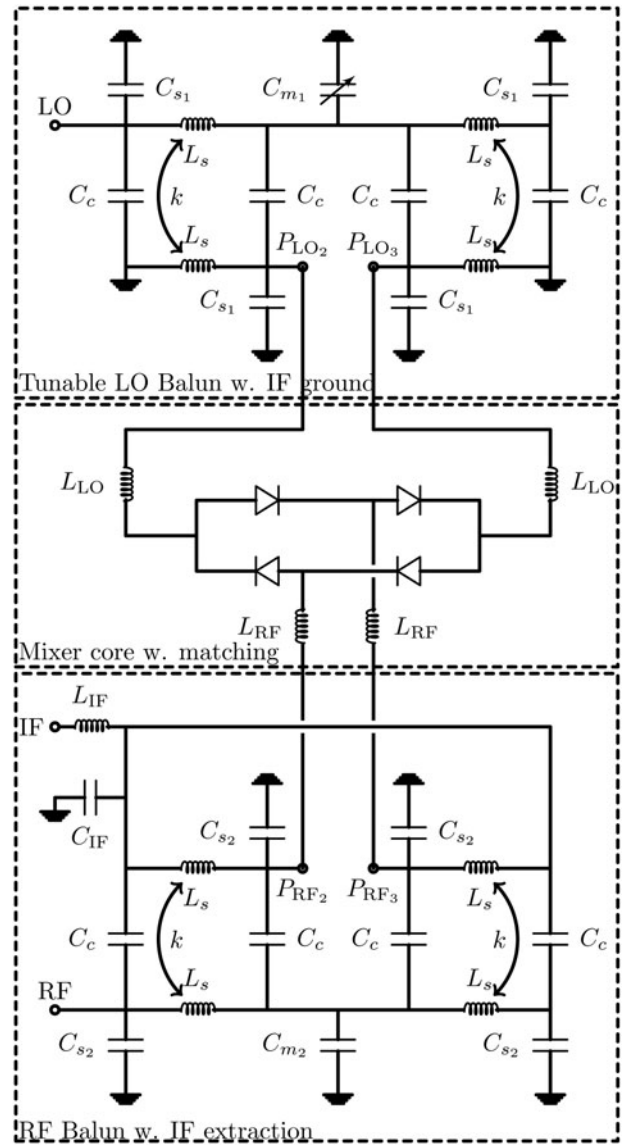 C_{s_1} C_{m_1} C_{s_1}
LO
L_s L_s
C_c k C_c C_c k C_c
L_s P_{LO_2} P_{LO_3} L_s
C_{s_1} C_{s_1}
Tunable LO Balun w. IF ground
L_{LO} L_{LO}
L_{RF} L_{RF}
Mixer core w. matching
L_{IF}
IF
C_{IF} C_{s_2} C_{s_2}
L_s P_{RF_2} P_{RF_3} L_s
C_c k C_c C_c k C_c
L_s L_s
RF
C_{s_2} C_{m_2} C_{s_2}
RF Balun w. IF extraction